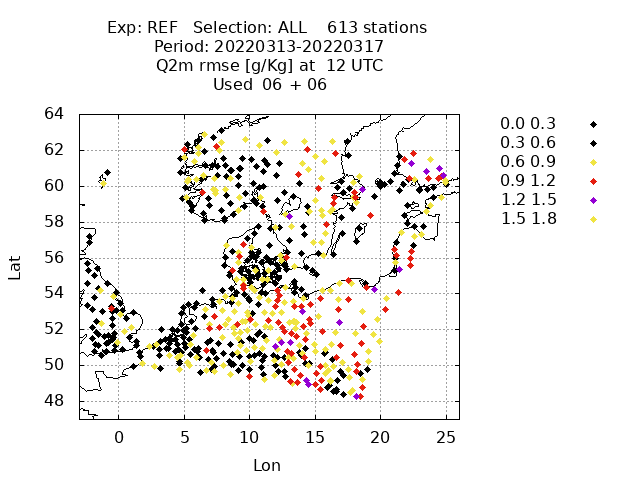 Exp: REF Selection: ALL 613 stations
Period: 20220313-20220317
Q2m rmse [g/Kg] at 12 UTC
Used 06 + 06
64
62
60
58
56
54
52
50
48
Lat
0 5 10 15 20 25
Lon
0.0 0.3
0.3 0.6
0.6 0.9
0.9 1.2
1.2 1.5
1.5 1.8